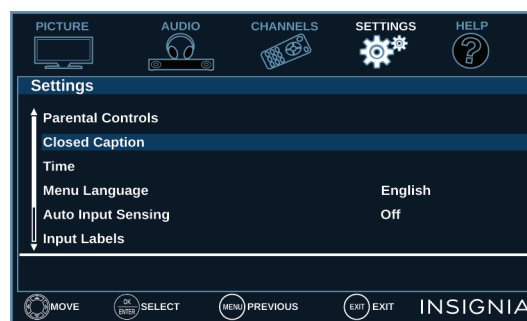 PICTURE AUDIO CHANNELS SETTINGS HELP
?
Settings
Parental Controls
Closed Caption
Time
Menu Language English
Auto Input Sensing Off
Input Labels
OK
ENTER
MOVE SELECT MENU PREVIOUS EXIT EXIT INSIGNIA